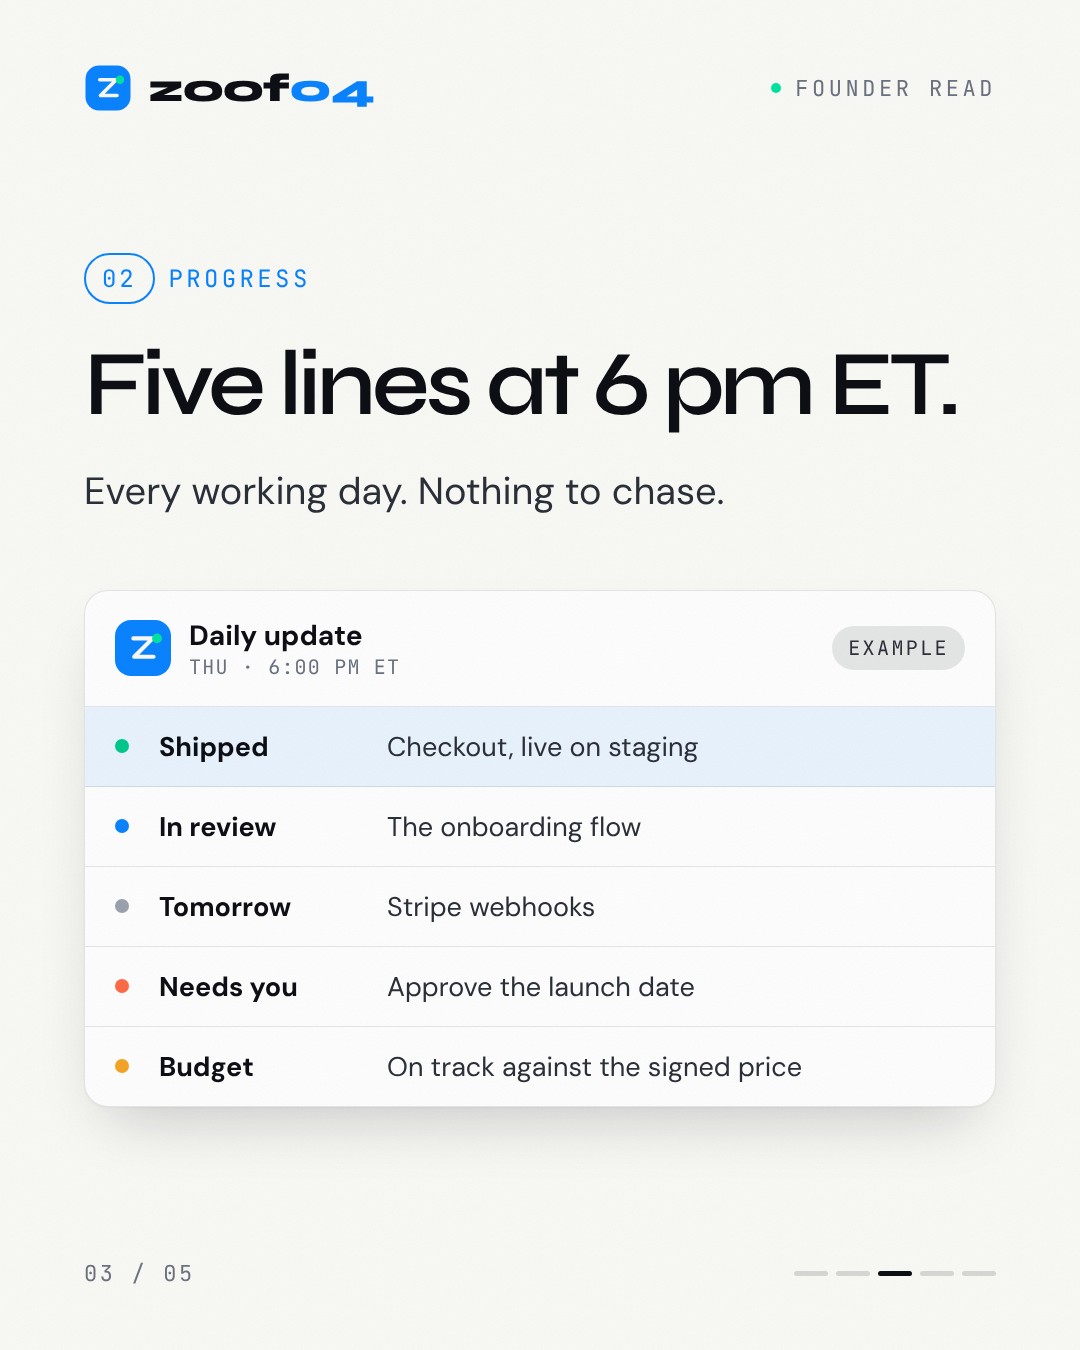 Z zoof04
FOUNDER READ
02 PROGRESS
Five lines at 6 pm ET.
Every working day. Nothing to chase.
Z Daily update
THU · 6:00 PM ET
EXAMPLE
Shipped Checkout, live on staging
In review The onboarding flow
Tomorrow Stripe webhooks
Needs you Approve the launch date
Budget On track against the signed price
03 / 05